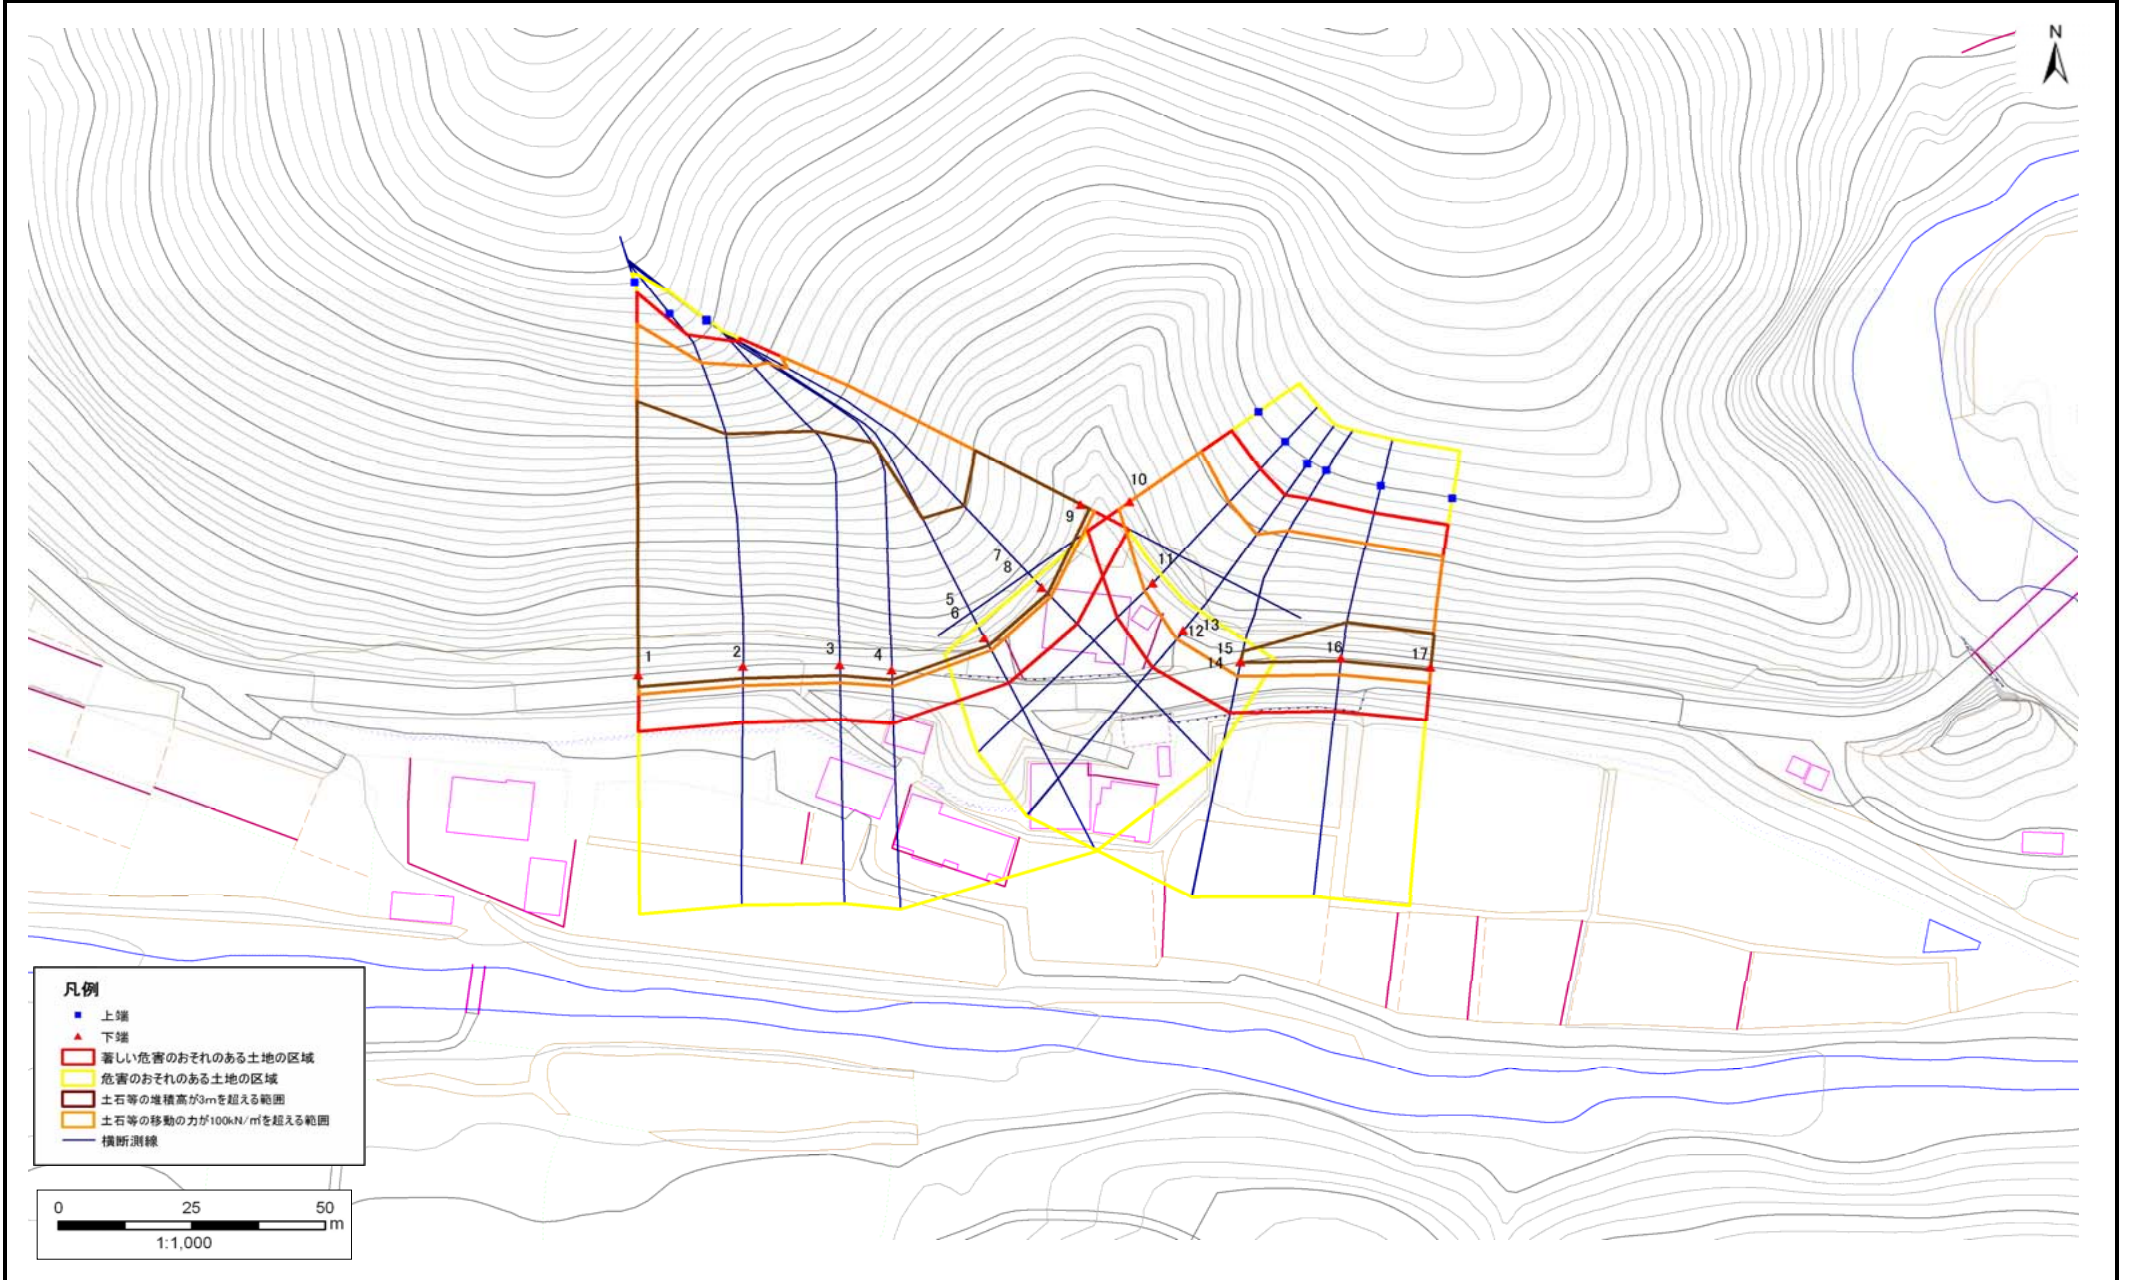 N
10
9
7
8
11
5
6
12
13
1
2
3
4
15
14
16
17
凡例
上端
下端
著しい危害のおそれのある土地の区域
危害のおそれのある土地の区域
土石等の堆積高が3mを超える範囲
土石等の移動の力が100kN/㎡を超える範囲
横断測線
0 25 50
m
1:1,000